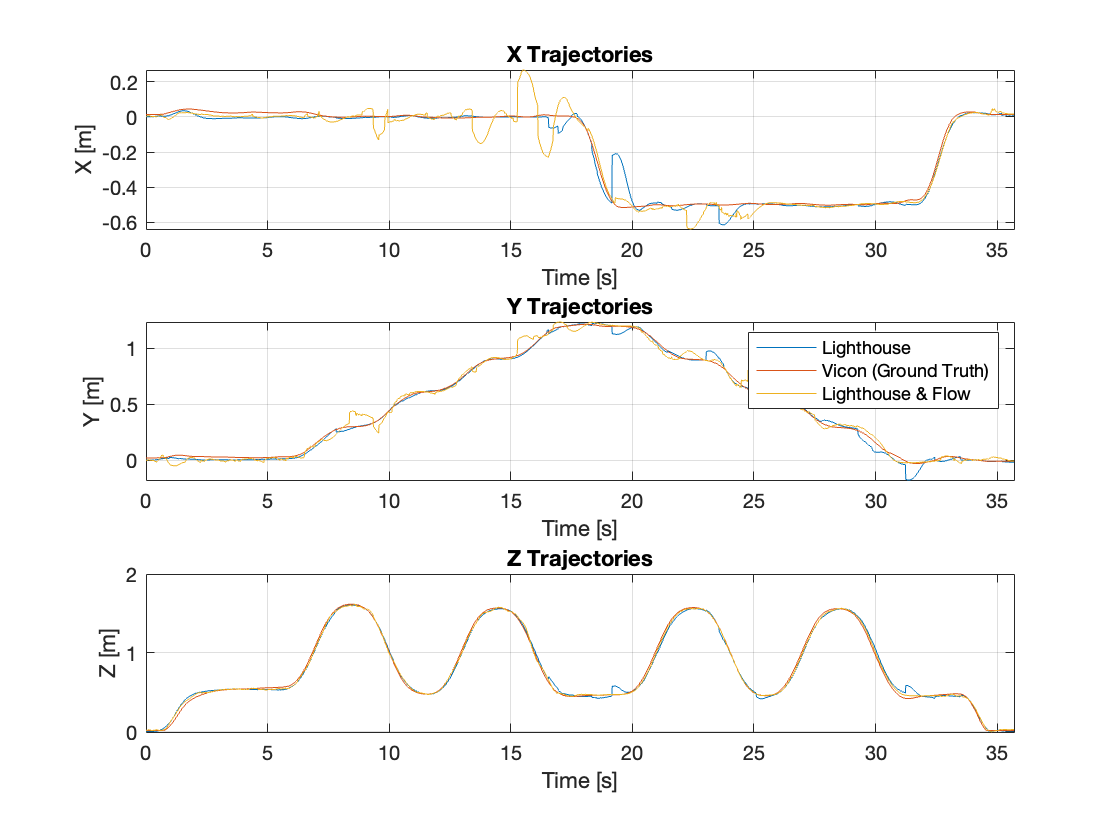 X Trajectories
0.2
0
-0.2
-0.4
-0.6
X [m]
0 5 10 15 20 25 30 35
Time [s]
Y Trajectories
1
0.5
0
Y [m]
Lighthouse
Vicon (Ground Truth)
Lighthouse & Flow
0 5 10 15 20 25 30 35
Time [s]
Z Trajectories
2
1
0
Z [m]
0 5 10 15 20 25 30 35
Time [s]